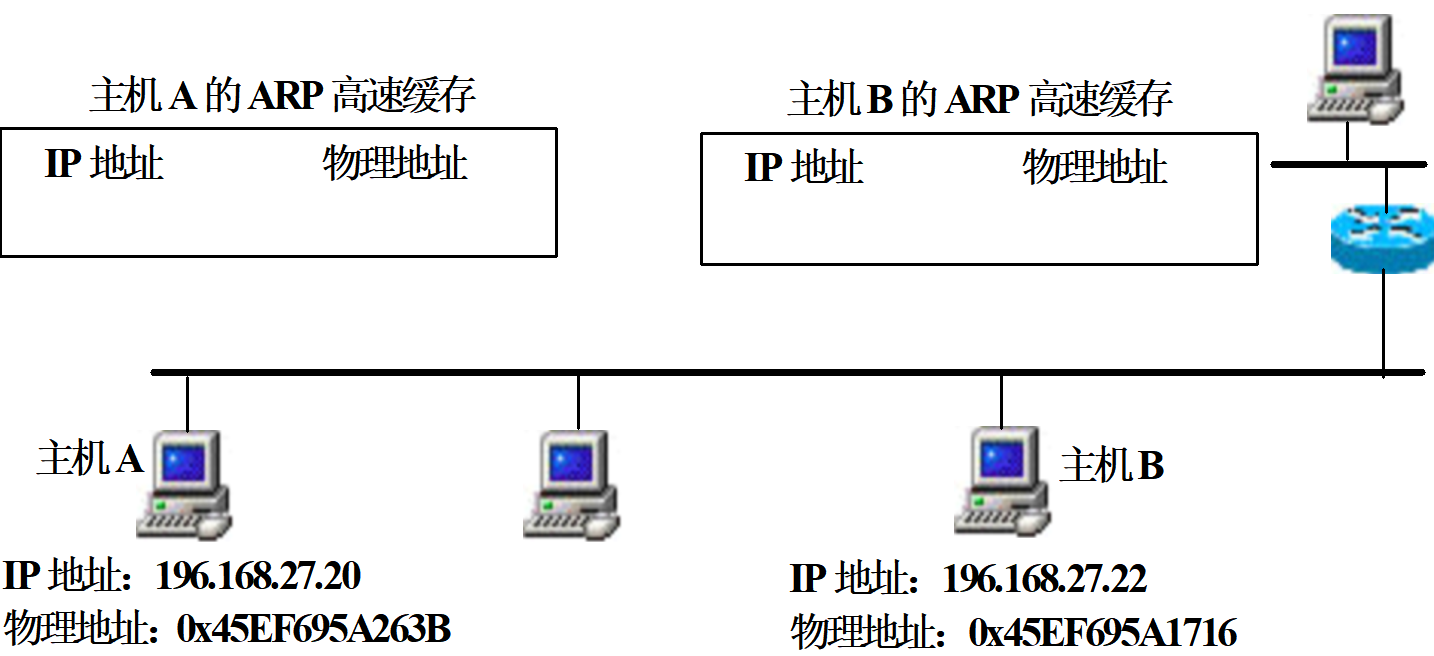 主机 A 的 ARP 高速缓存
IP 地址 物理地址
主机 B 的 ARP 高速缓存
IP 地址 物理地址
主机 A
主机 B
IP 地址：196.168.27.20
物理地址：0x45EF695A263B
IP 地址：196.168.27.22
物理地址：0x45EF695A1716